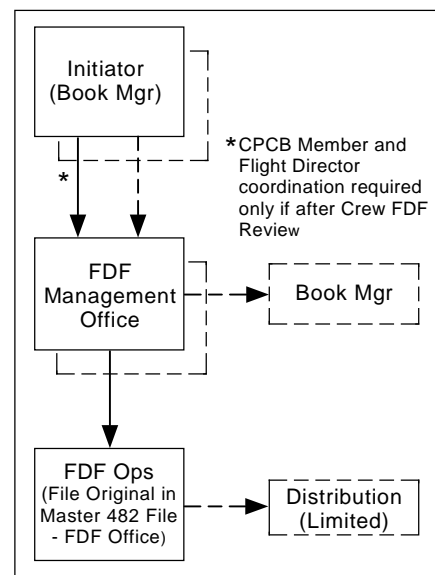 Initiator
(Book Mgr)
*
*CPCB Member and
Flight Director
coordination required
only if after Crew FDF
Review
FDF
Management
Office
Book Mgr
FDF Ops
(File Original in
Master 482 File
- FDF Office)
Distribution
(Limited)